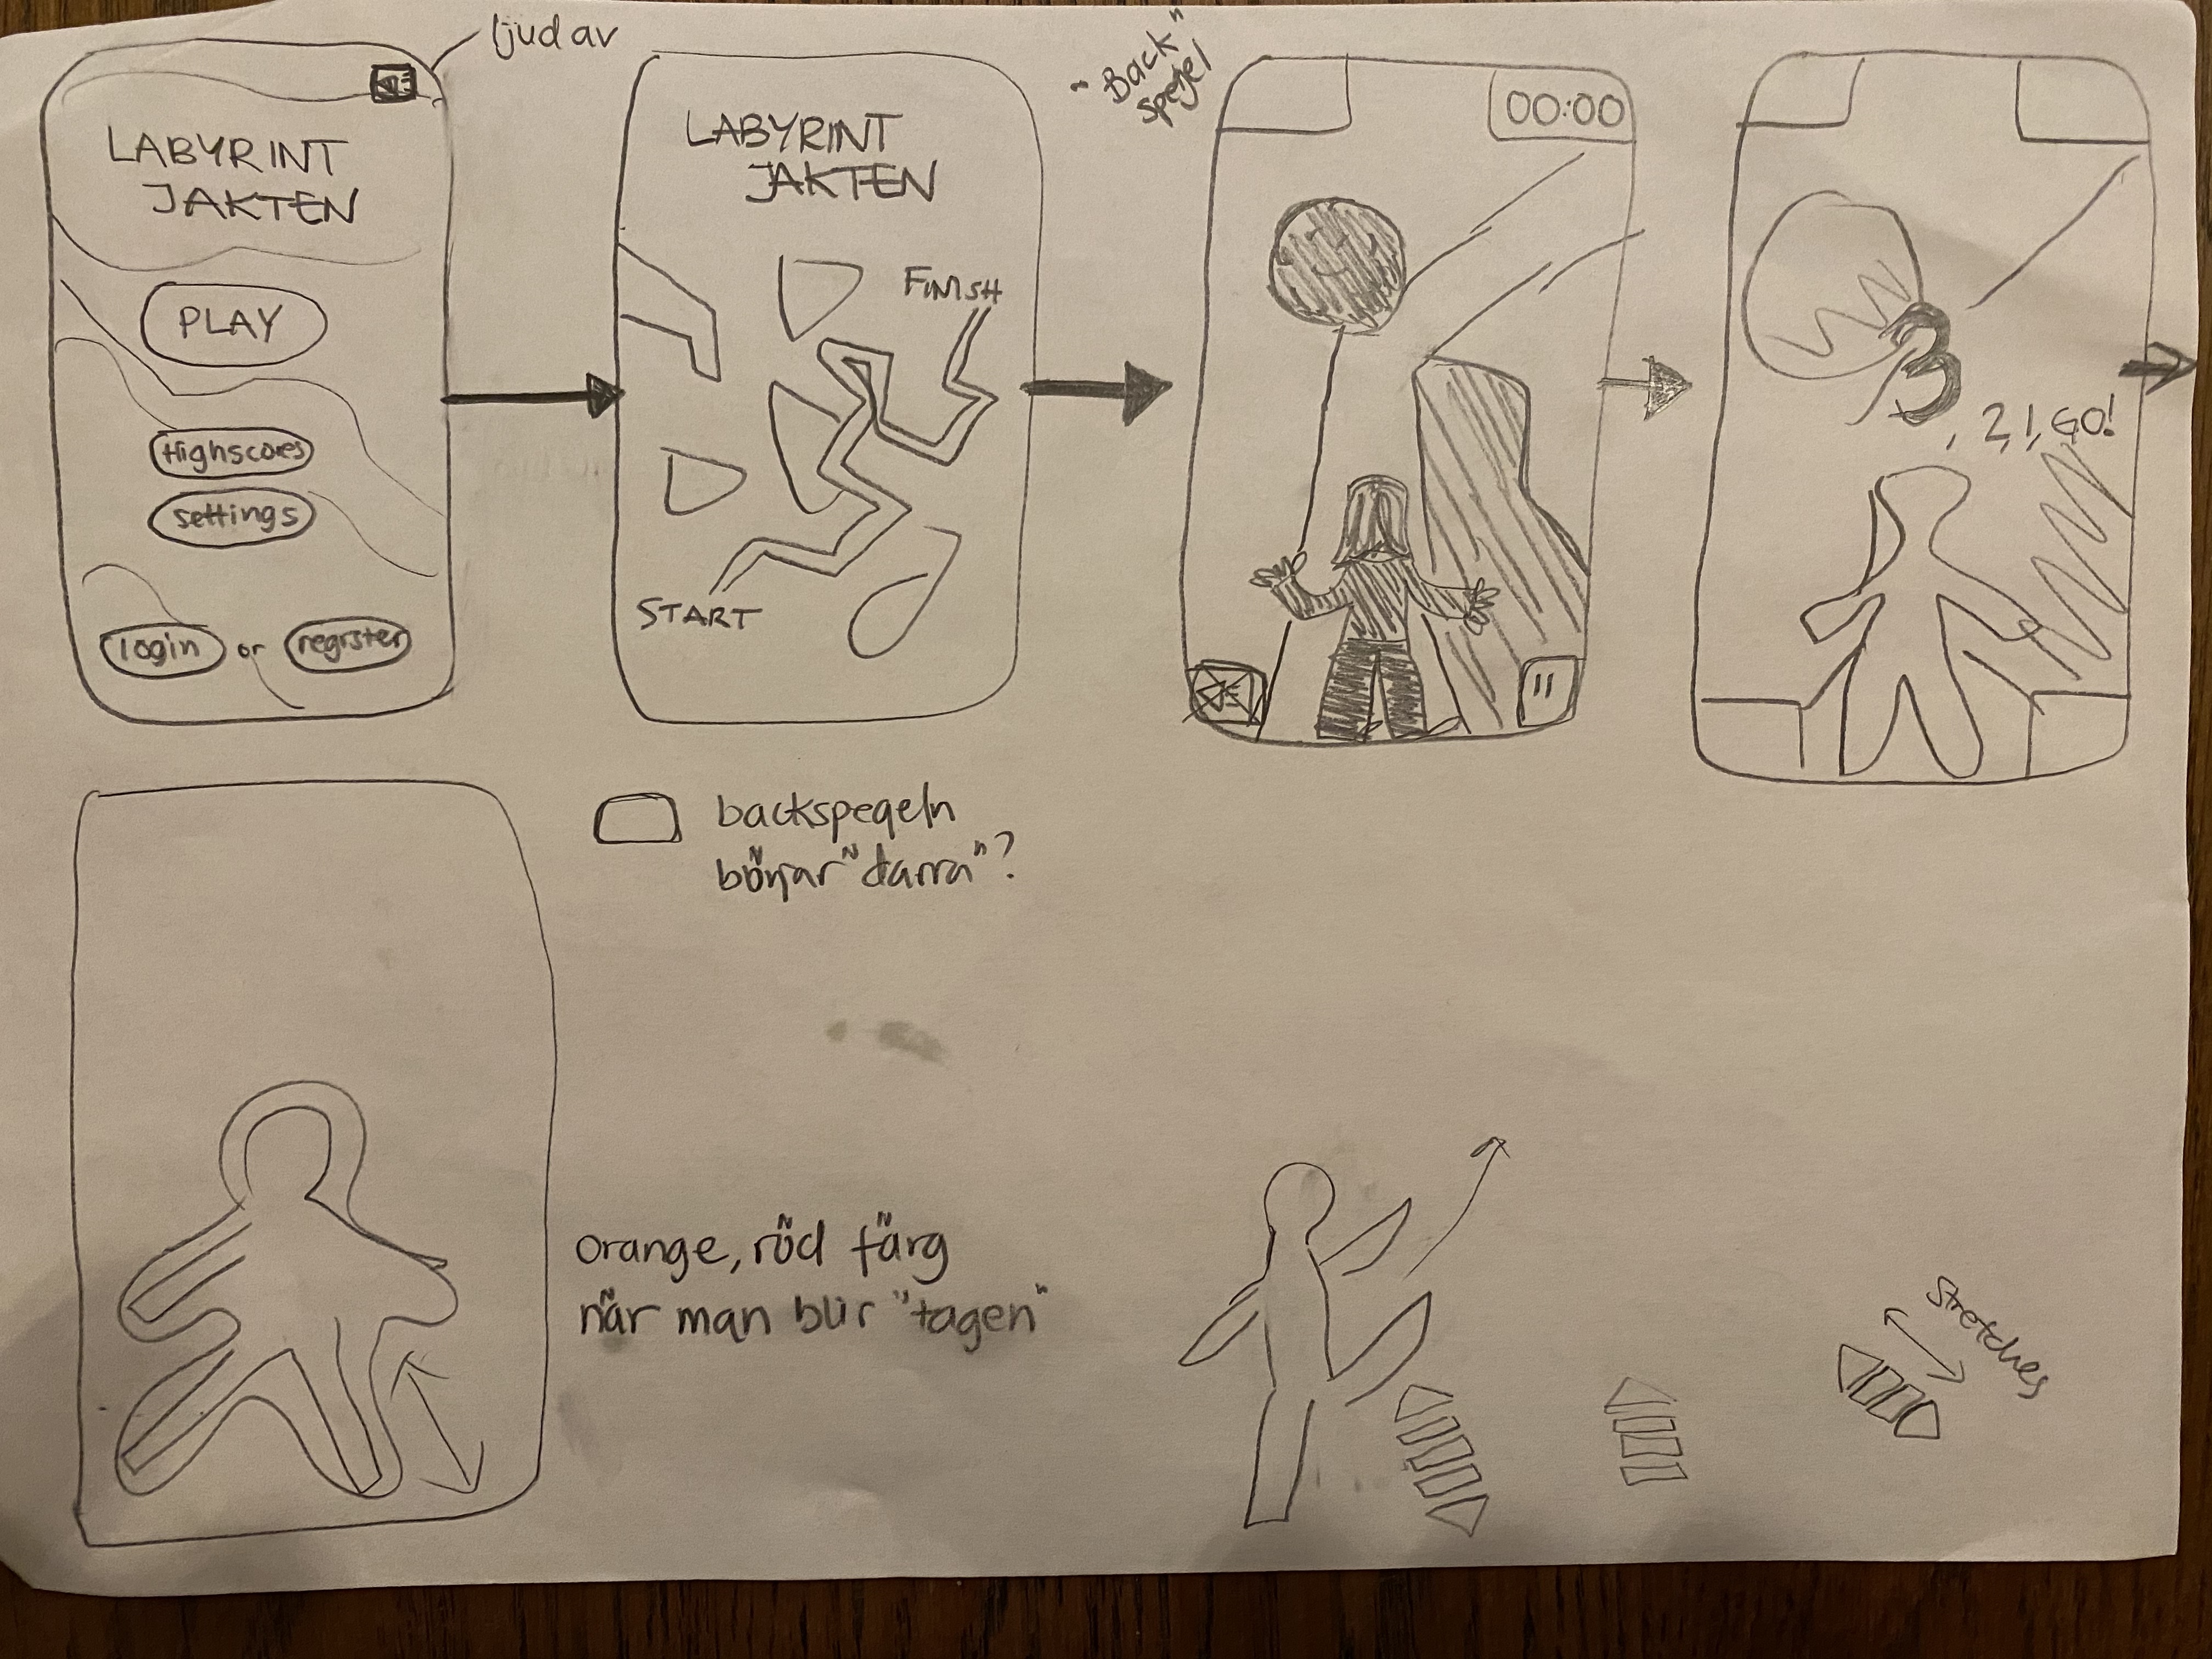 ljud av
LABYRINT
JAKTEN
PLAY
Highscores
settings
login or register
LABYRINT
JAKTEN
FINISH
START
"Back"
spegel
00:00
3
, 2, 1, GO!
backspegeln
börjar "darra"?
orange, röd färg
när man blir "tagen"
stretches